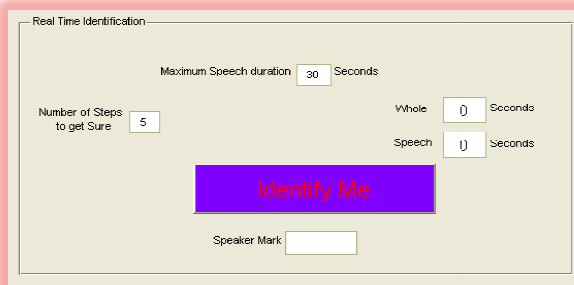 Real Time Identification
Maximum Speech duration 30 Seconds
Number of Steps
to get Sure 5
Whole 0 Seconds
Speech 0 Seconds
Identify Me
Speaker Mark